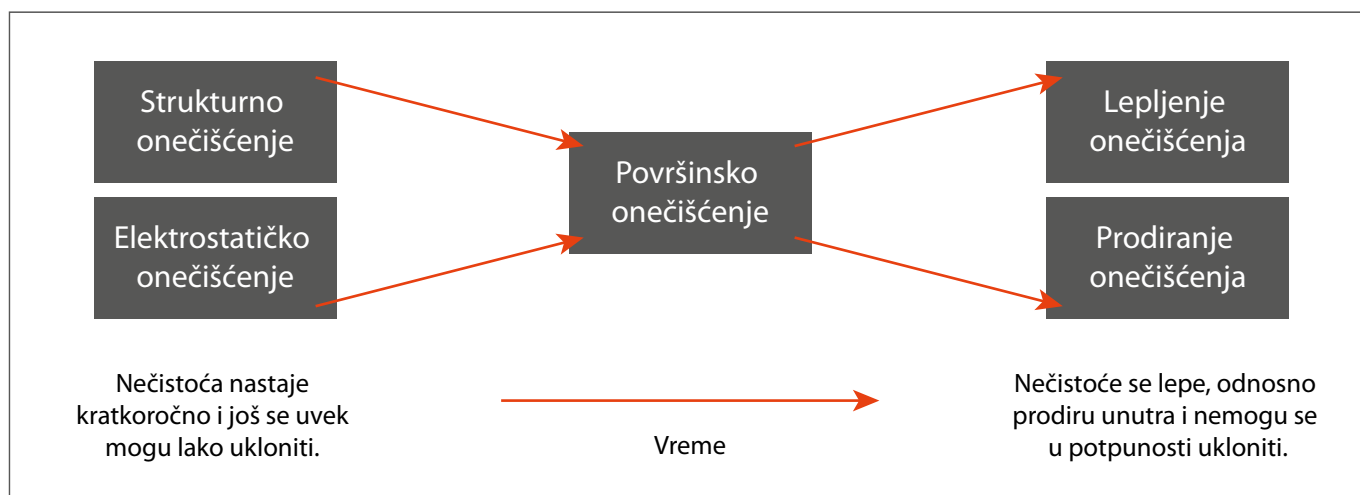 Strukturno
onečišćenje
Elektrostatičko
onečišćenje
Površinsko
onečišćenje
Lepljenje
onečišćenja
Prodiranje
onečišćenja
Nečistoća nastaje
kratkoročno i još se uvek
mogu lako ukloniti.
Vreme
Nečistoće se lepe, odnosno
prodiru unutra i nemogu se
u potpunosti ukloniti.